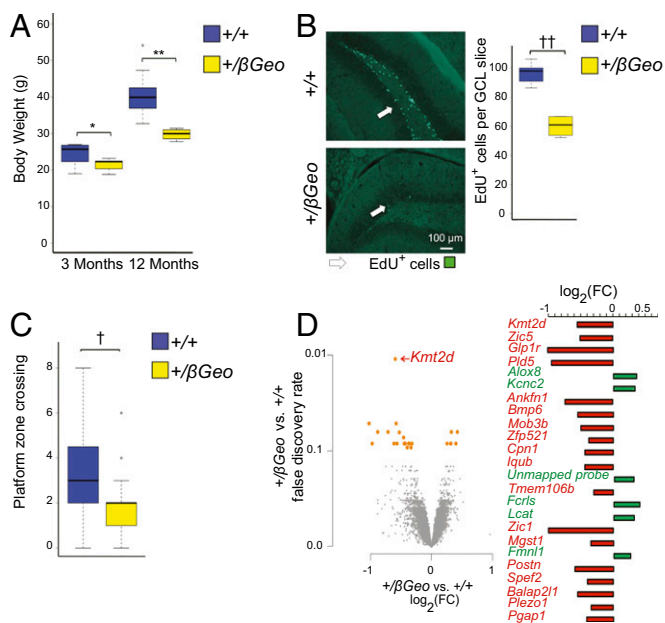 A
+/+
+/βGeo
Body Weight (g)
60
50
40
30
20
10
0
*
**
3 Months 12 Months
B
+/+
+/βGeo
100 μm
EdU+ cells
EdU+ cells per GCL slice
100
80
60
40
20
0
††
+/+
+/βGeo
C
+/+
+/βGeo
Platform zone crossing
8
6
4
2
0
†
D
+/βGeo vs. +/+
false discovery rate
0.01
0.1
0.0
Kmt2d
-1 0 1
+/βGeo vs. +/+
log2(FC)
log2(FC)
-1 0 0.5
Kmt2d
Zic5
Glp1r
Pld5
Alox8
Kcnc2
Ankfn1
Bmp6
Mob3b
Zfp521
Cpn1
Iqub
Unmapped probe
Tmem106b
Fcrls
Lcat
Zic1
Mgst1
Fmnl1
Postn
Spef2
Balap2l1
Plezo1
Pgap1